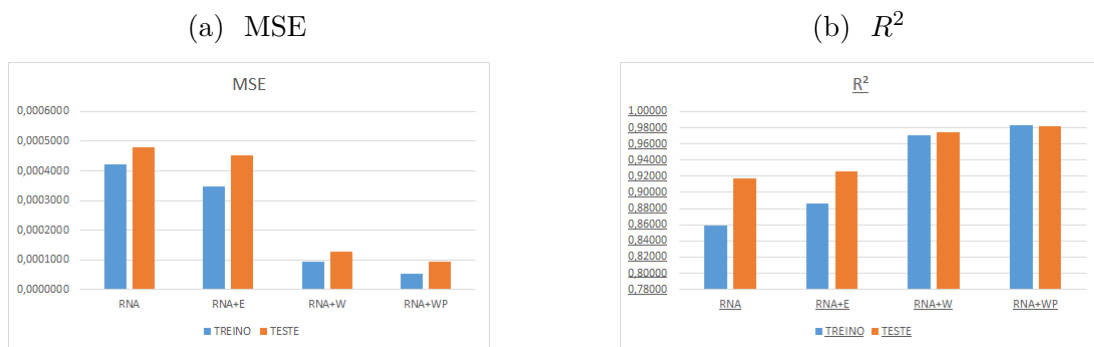 (a) MSE
MSE
0,0006000
0,0005000
0,0004000
0,0003000
0,0002000
0,0001000
0,0000000
RNA RNA+E RNA+W RNA+WP
TREINO TESTE
(b) R²
R²
1,00000
0,98000
0,96000
0,94000
0,92000
0,90000
0,88000
0,86000
0,84000
0,82000
0,80000
0,78000
RNA RNA+E RNA+W RNA+WP
TREINO TESTE